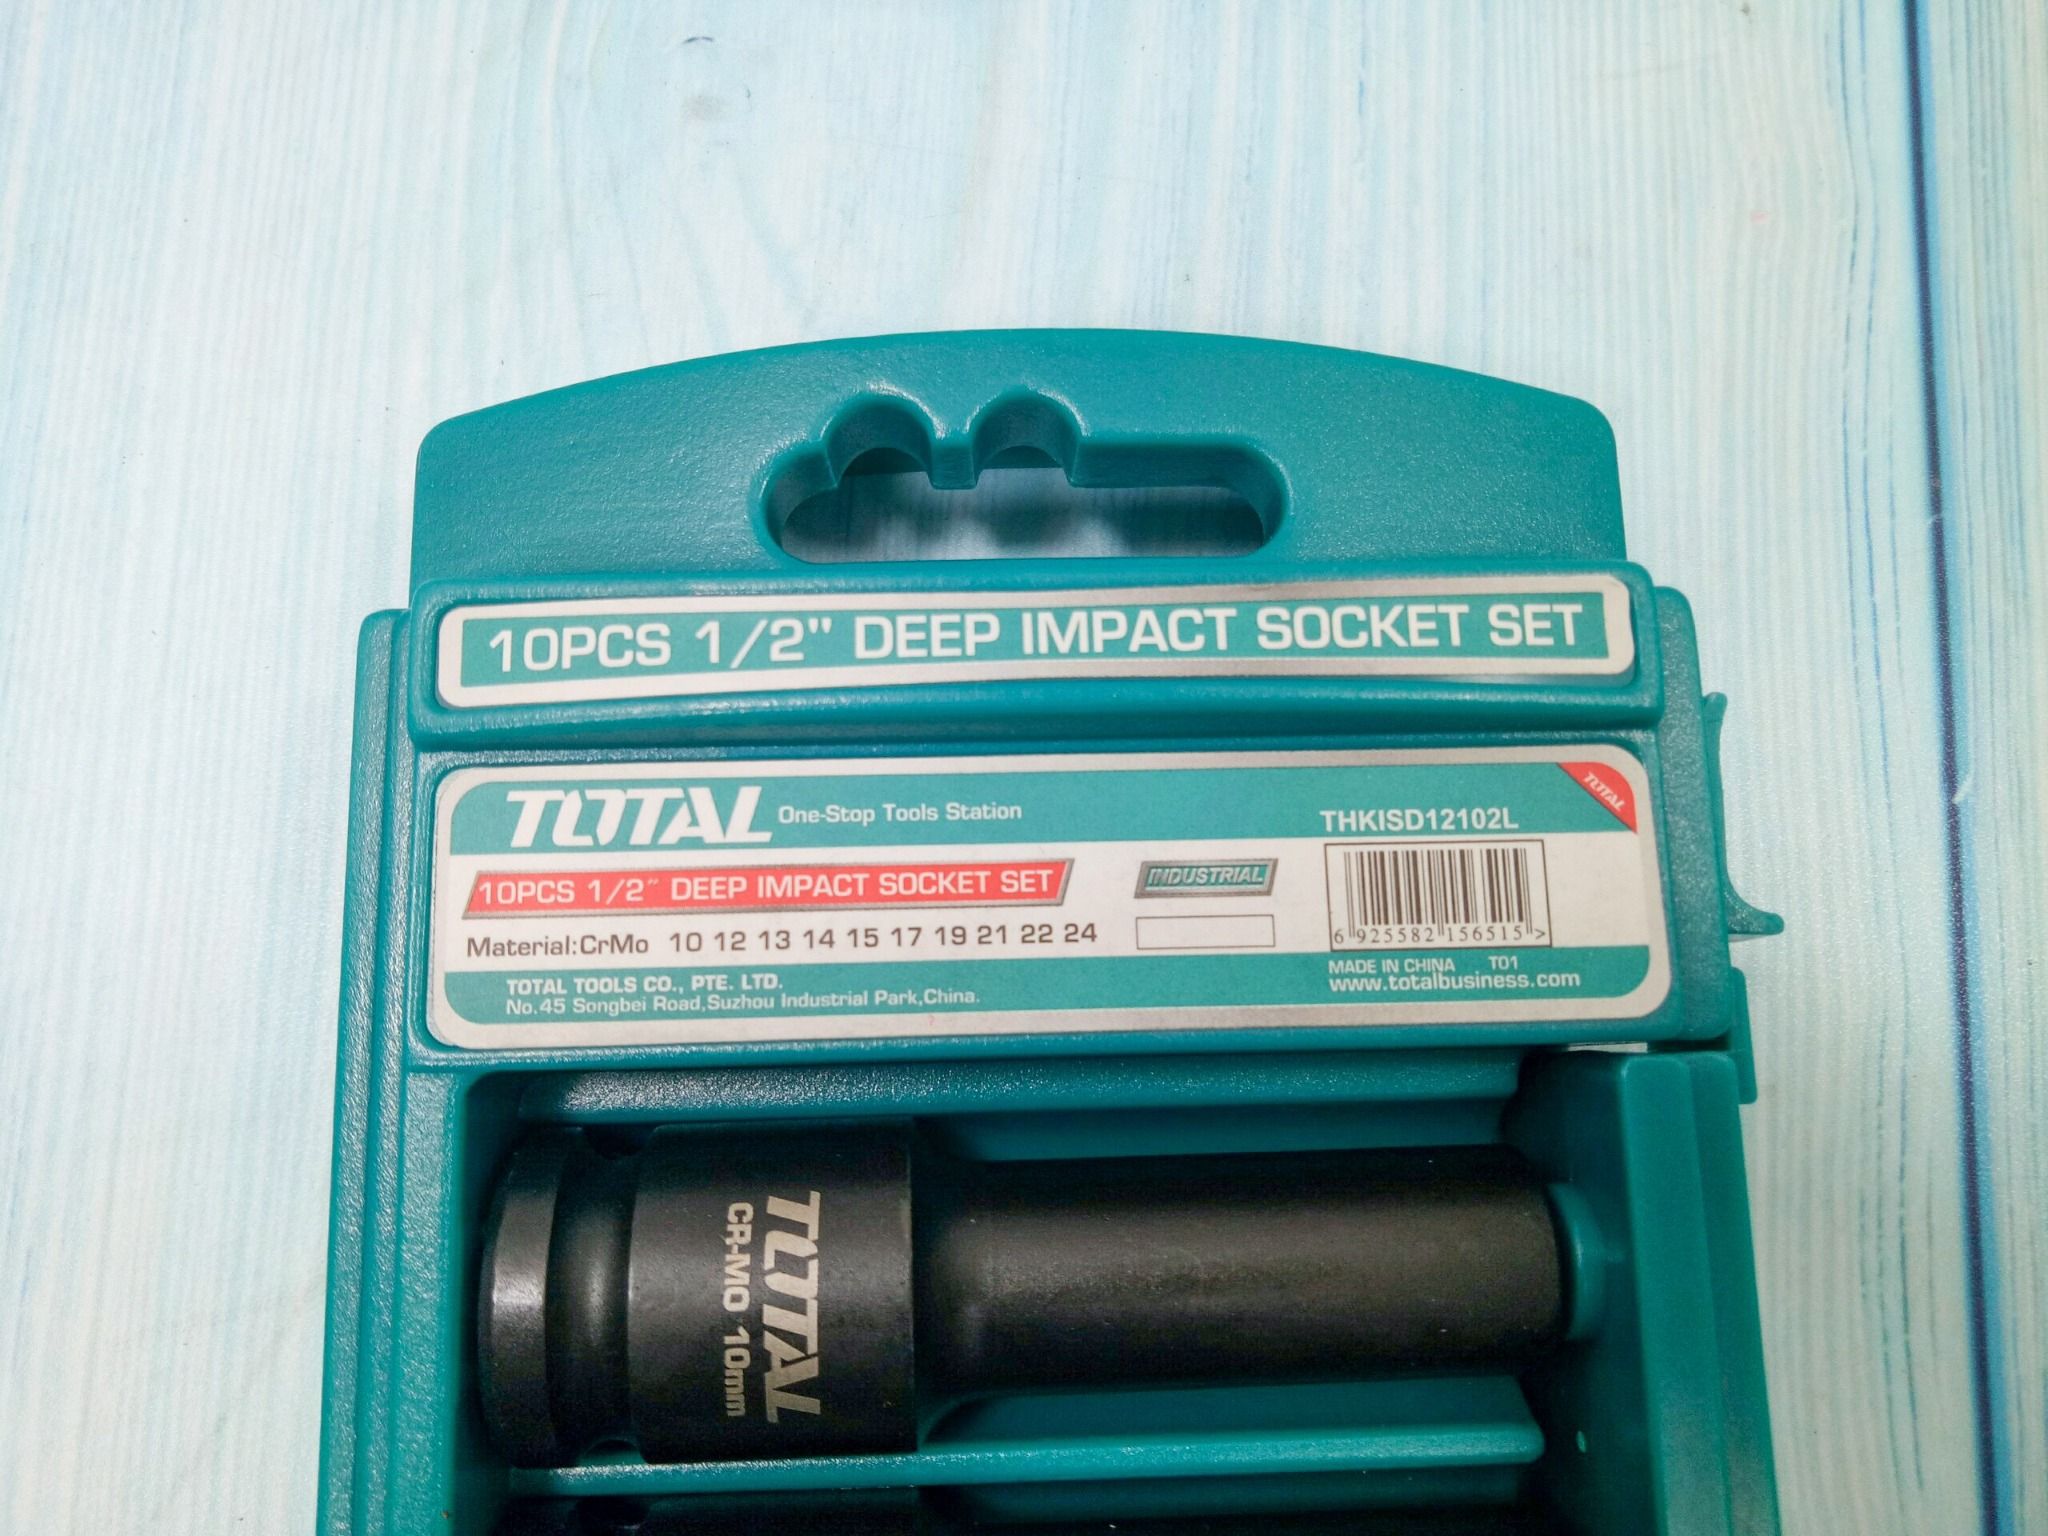 10PCS 1/2" DEEP IMPACT SOCKET SET
TOTAL One-Stop Tools Station
THKISD12102L
TOTAL
10PCS 1/2" DEEP IMPACT SOCKET SET
INDUSTRIAL
Material:CrMo 10 12 13 14 15 17 19 21 22 24
6 925582 156515 >
TOTAL TOOLS CO., PTE. LTD.
No.45 Songbei Road,Suzhou Industrial Park,China.
MADE IN CHINA T01
www.totalbusiness.com
TOTAL
CR-MO 10mm